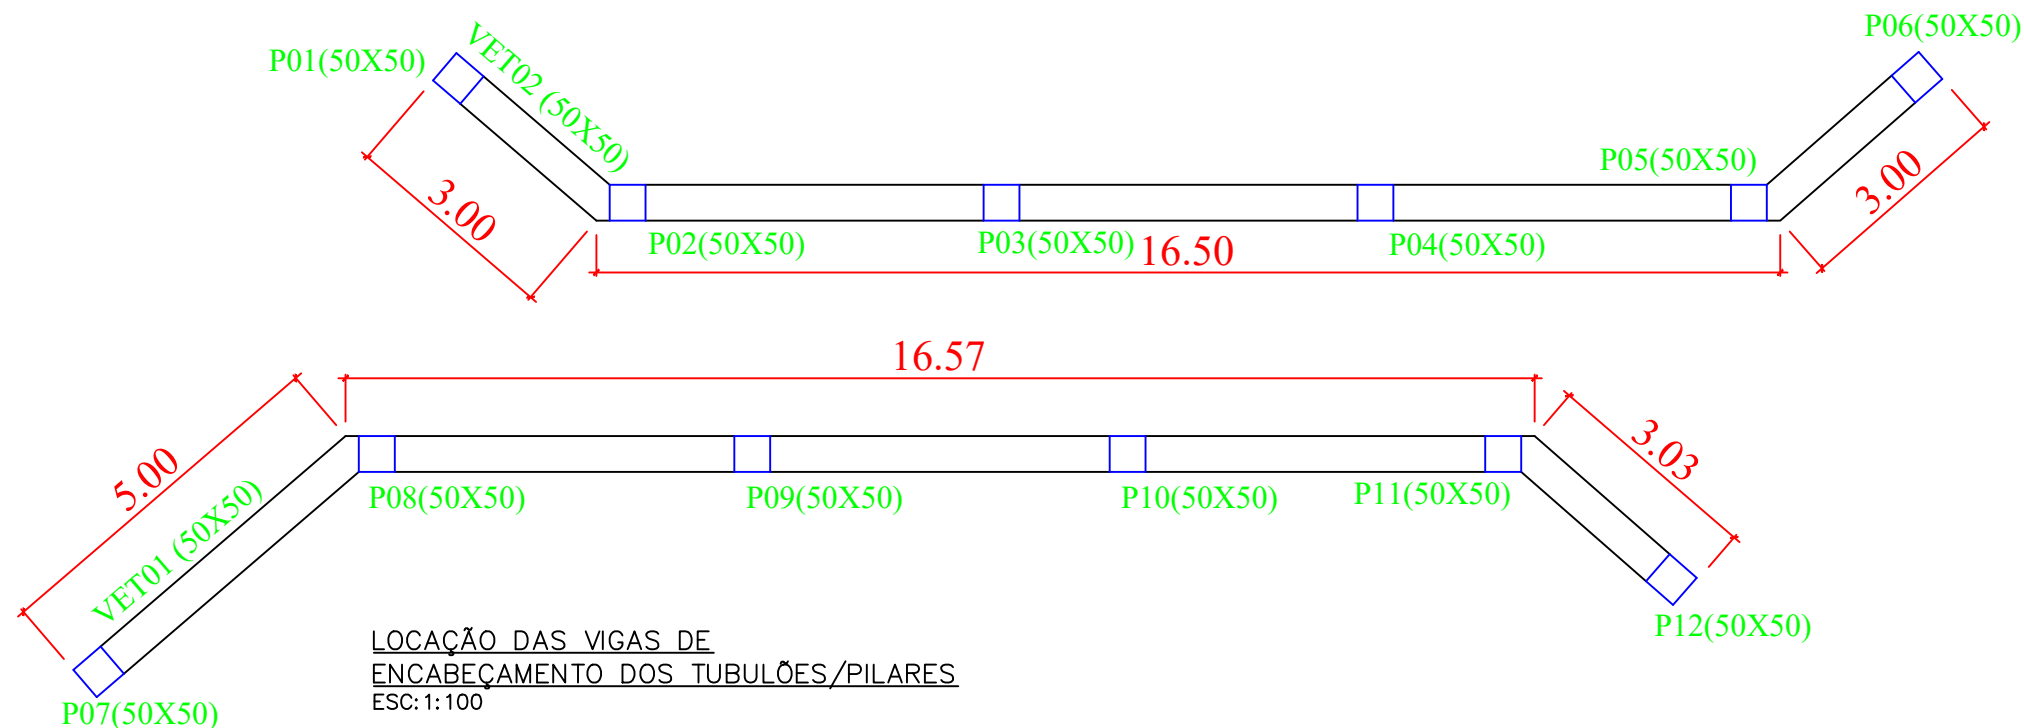 P06(50X50)
P01(50X50)
VET02 (50X50)
P05(50X50)
3.00
3.00
P02(50X50)
P03(50X50)
P04(50X50)
16.50
16.57
5.00
3.03
VET01 (50X50)
P08(50X50)
P09(50X50)
P10(50X50)
P11(50X50)
P12(50X50)
LOCAÇÃO DAS VIGAS DE
ENCABEÇAMENTO DOS TUBULÕES/PILARES
ESC:1:100
P07(50X50)